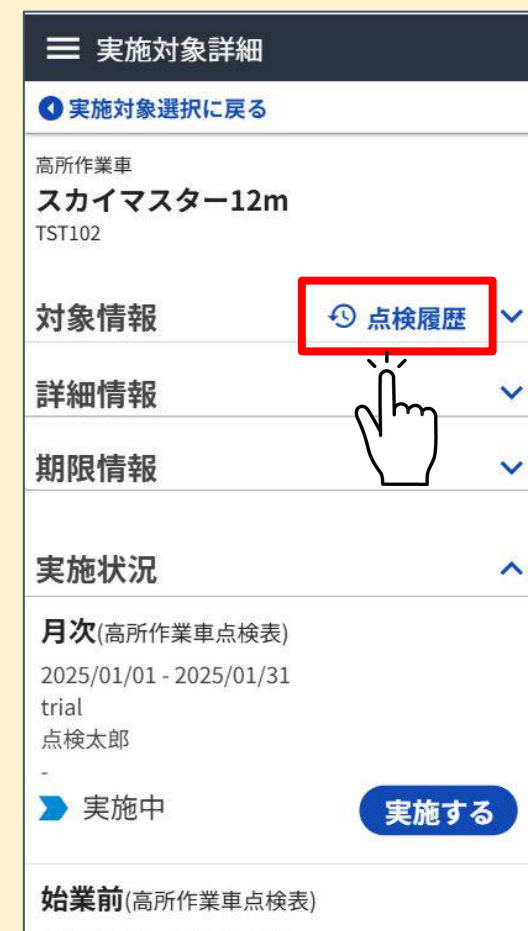 実施対象詳細
実施対象選択に戻る
高所作業車
スカイマスター12m
TST102
対象情報 点検履歴
詳細情報
期限情報
実施状況
月次(高所作業車点検表)
2025/01/01 - 2025/01/31
trial
点検太郎
-
実施中 実施する
始業前(高所作業車点検表)